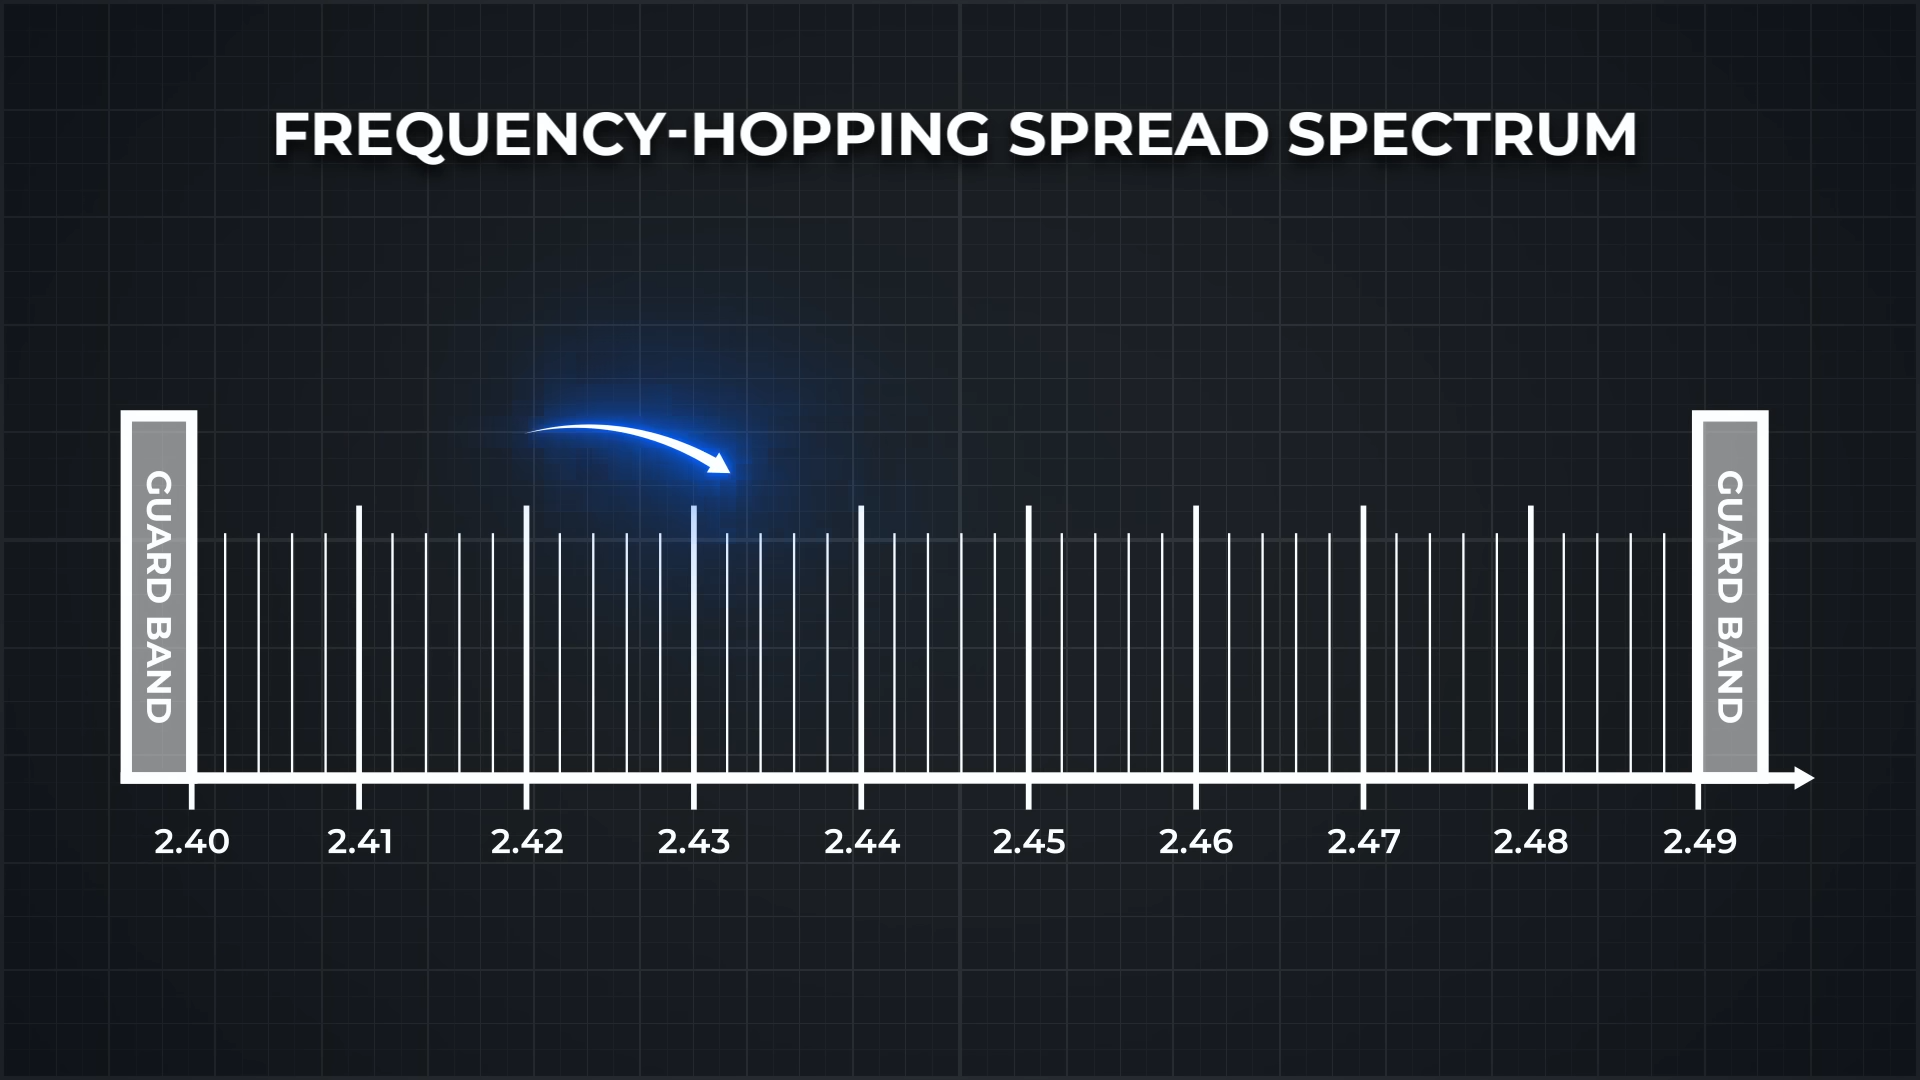 FREQUENCY-HOPPING SPREAD SPECTRUM
GUARD BAND
GUARD BAND
2.40 2.41 2.42 2.43 2.44 2.45 2.46 2.47 2.48 2.49